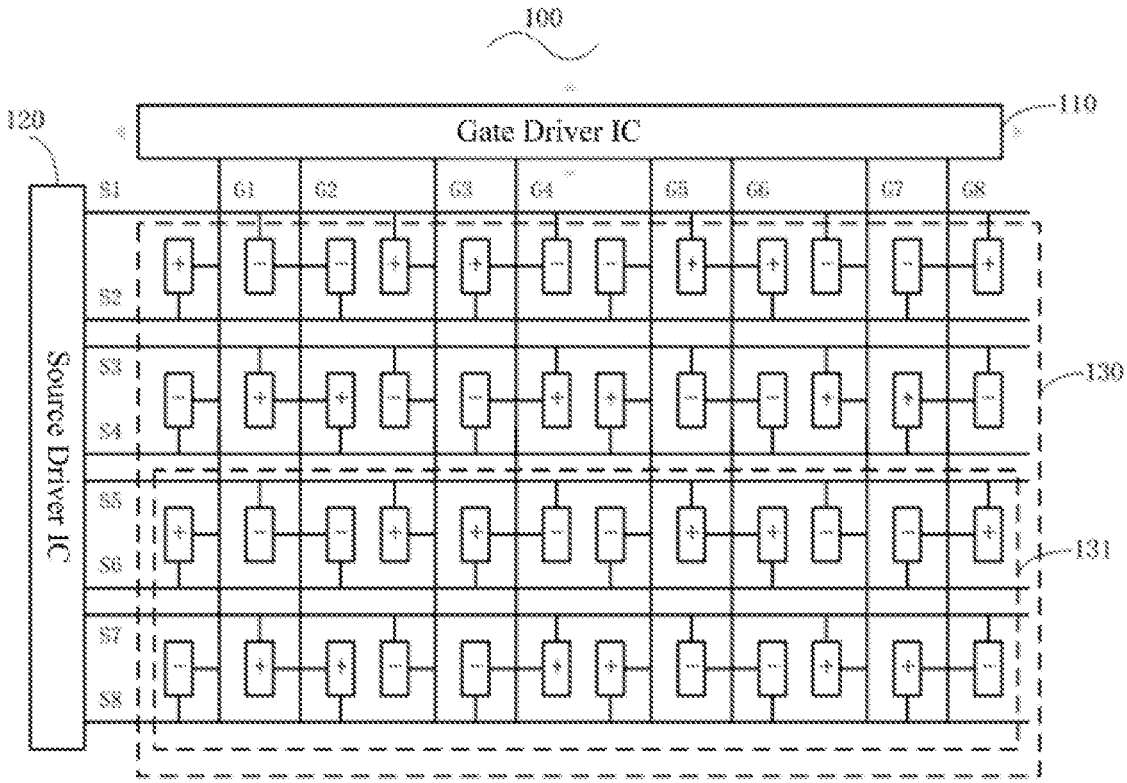 100
110
120
Gate Driver IC
S1 G1 G2 G3 G4 G5 G6 G7 G8
+ - - + + - - + + - - +
S2
Source Driver IC
S3
130
- + + - - + + - - + + -
S4
S5
+ - - + + - - + + - - +
131
S6
S7
- + + - - + + - - + + -
S8